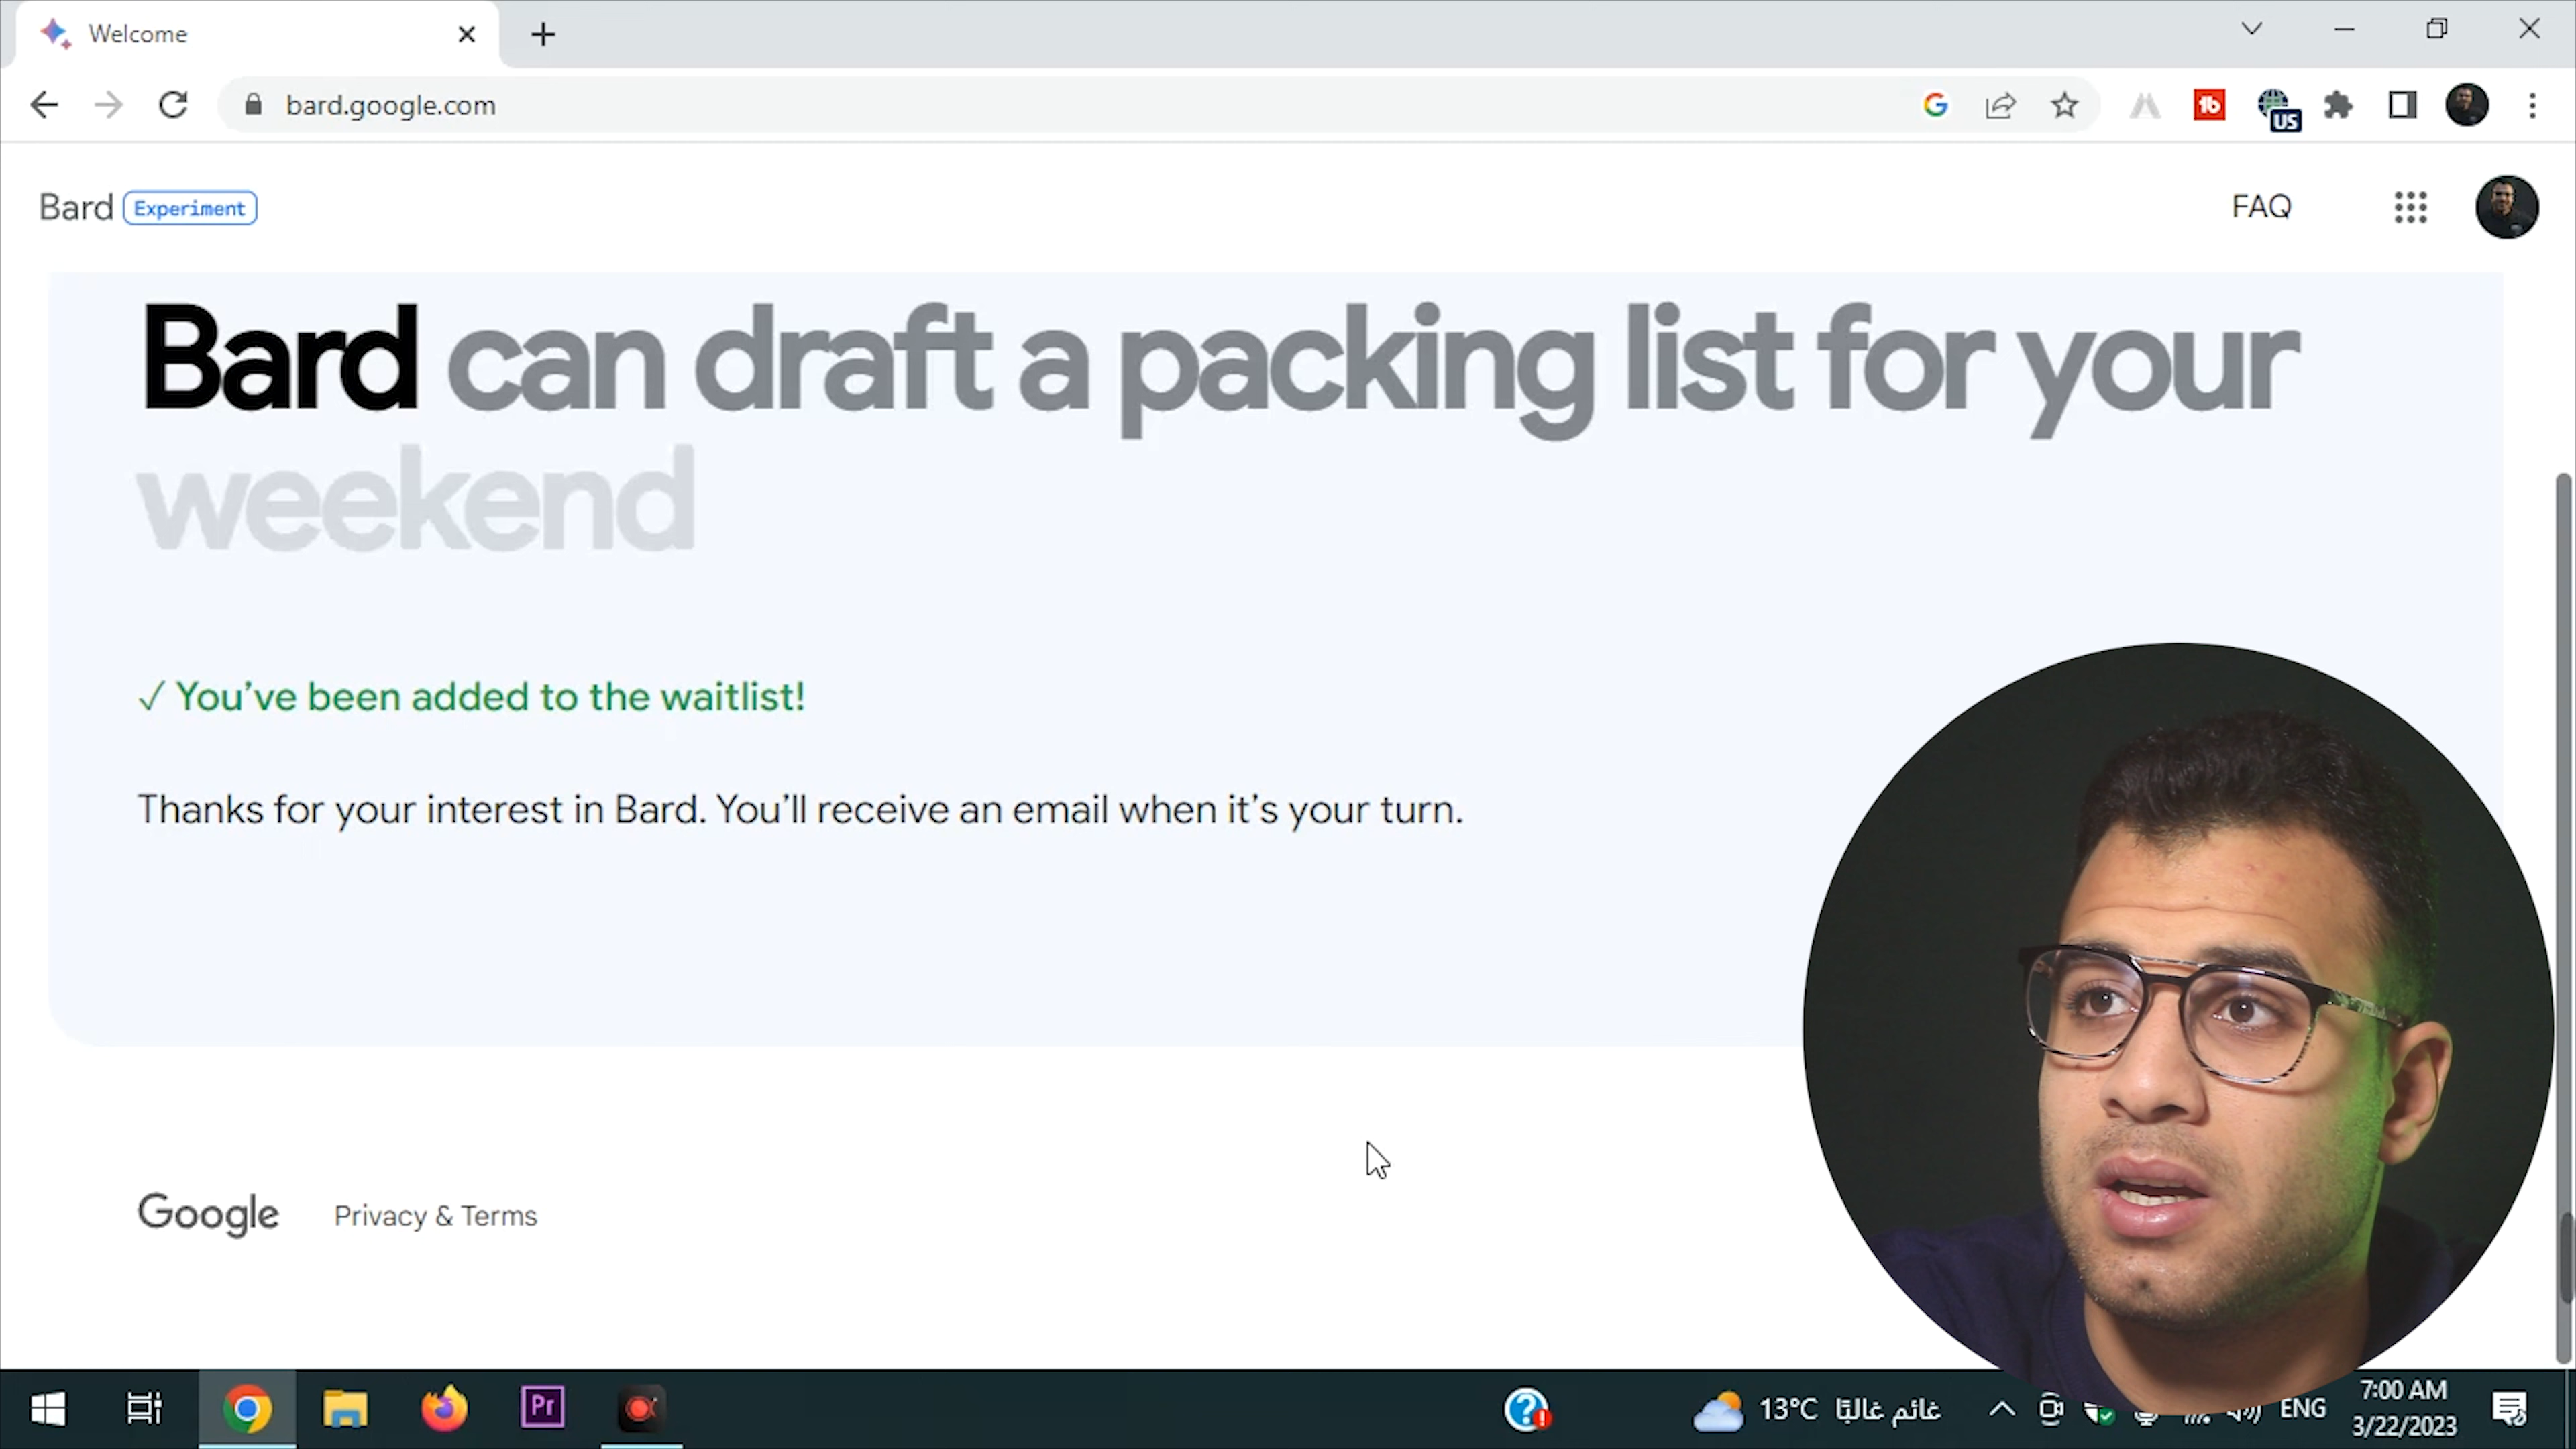 Welcome
bard.google.com
US
Bard Experiment
FAQ
Bard can draft a packing list for your
weekend
✓ You've been added to the waitlist!
Thanks for your interest in Bard. You'll receive an email when it's your turn.
Google Privacy & Terms
Pr
13°C غائم غالبًا
ENG
7:00 AM
3/22/2023